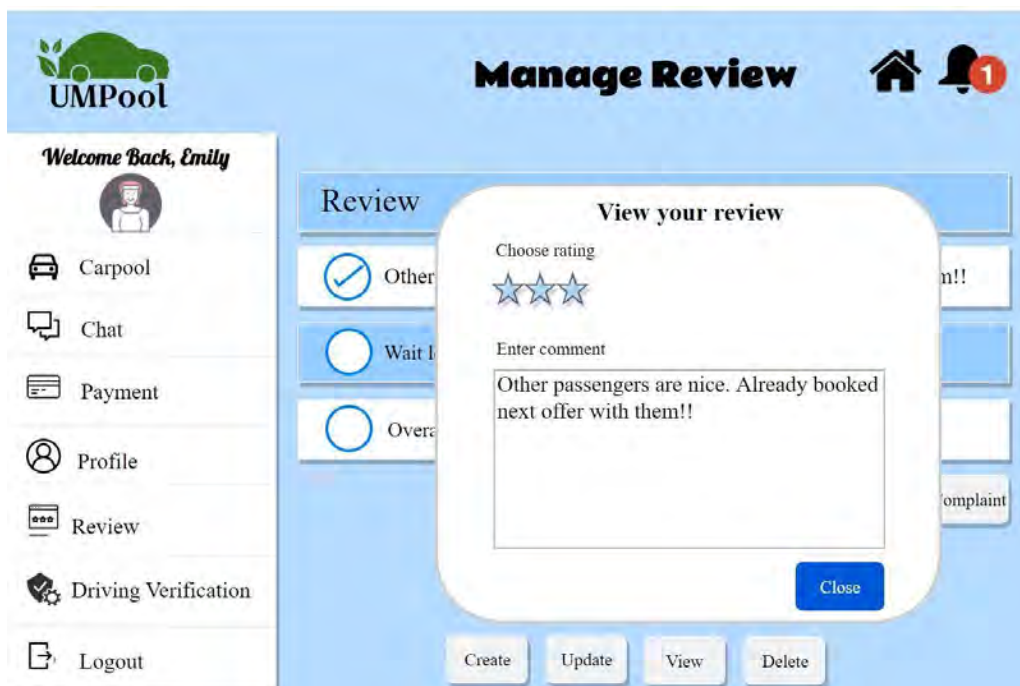 UMPool
Manage Review
1
Welcome Back, Emily
Carpool
Chat
Payment
Profile
Review
Driving Verification
Logout
Review
Other
m!!
Wait
Overa
omplaint
View your review
Choose rating
Enter comment
Other passengers are nice. Already booked
next offer with them!!
Close
Create
Update
View
Delete